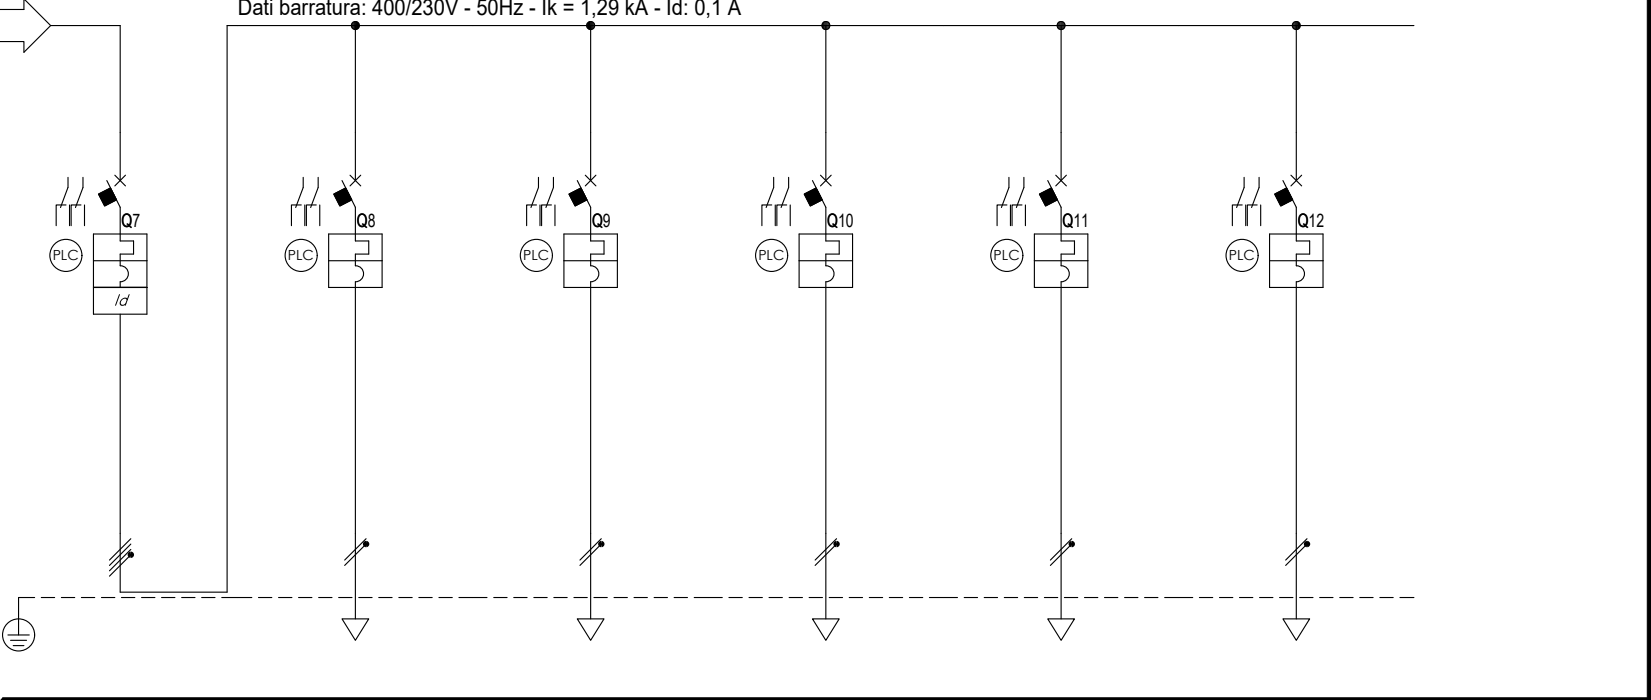 Dati barratura: 400/230V - 50Hz - Ik = 1,29 kA - Id: 0,1 A
Q7 Q8 Q9 Q10 Q11 Q12
PLC PLC PLC PLC PLC PLC
Id